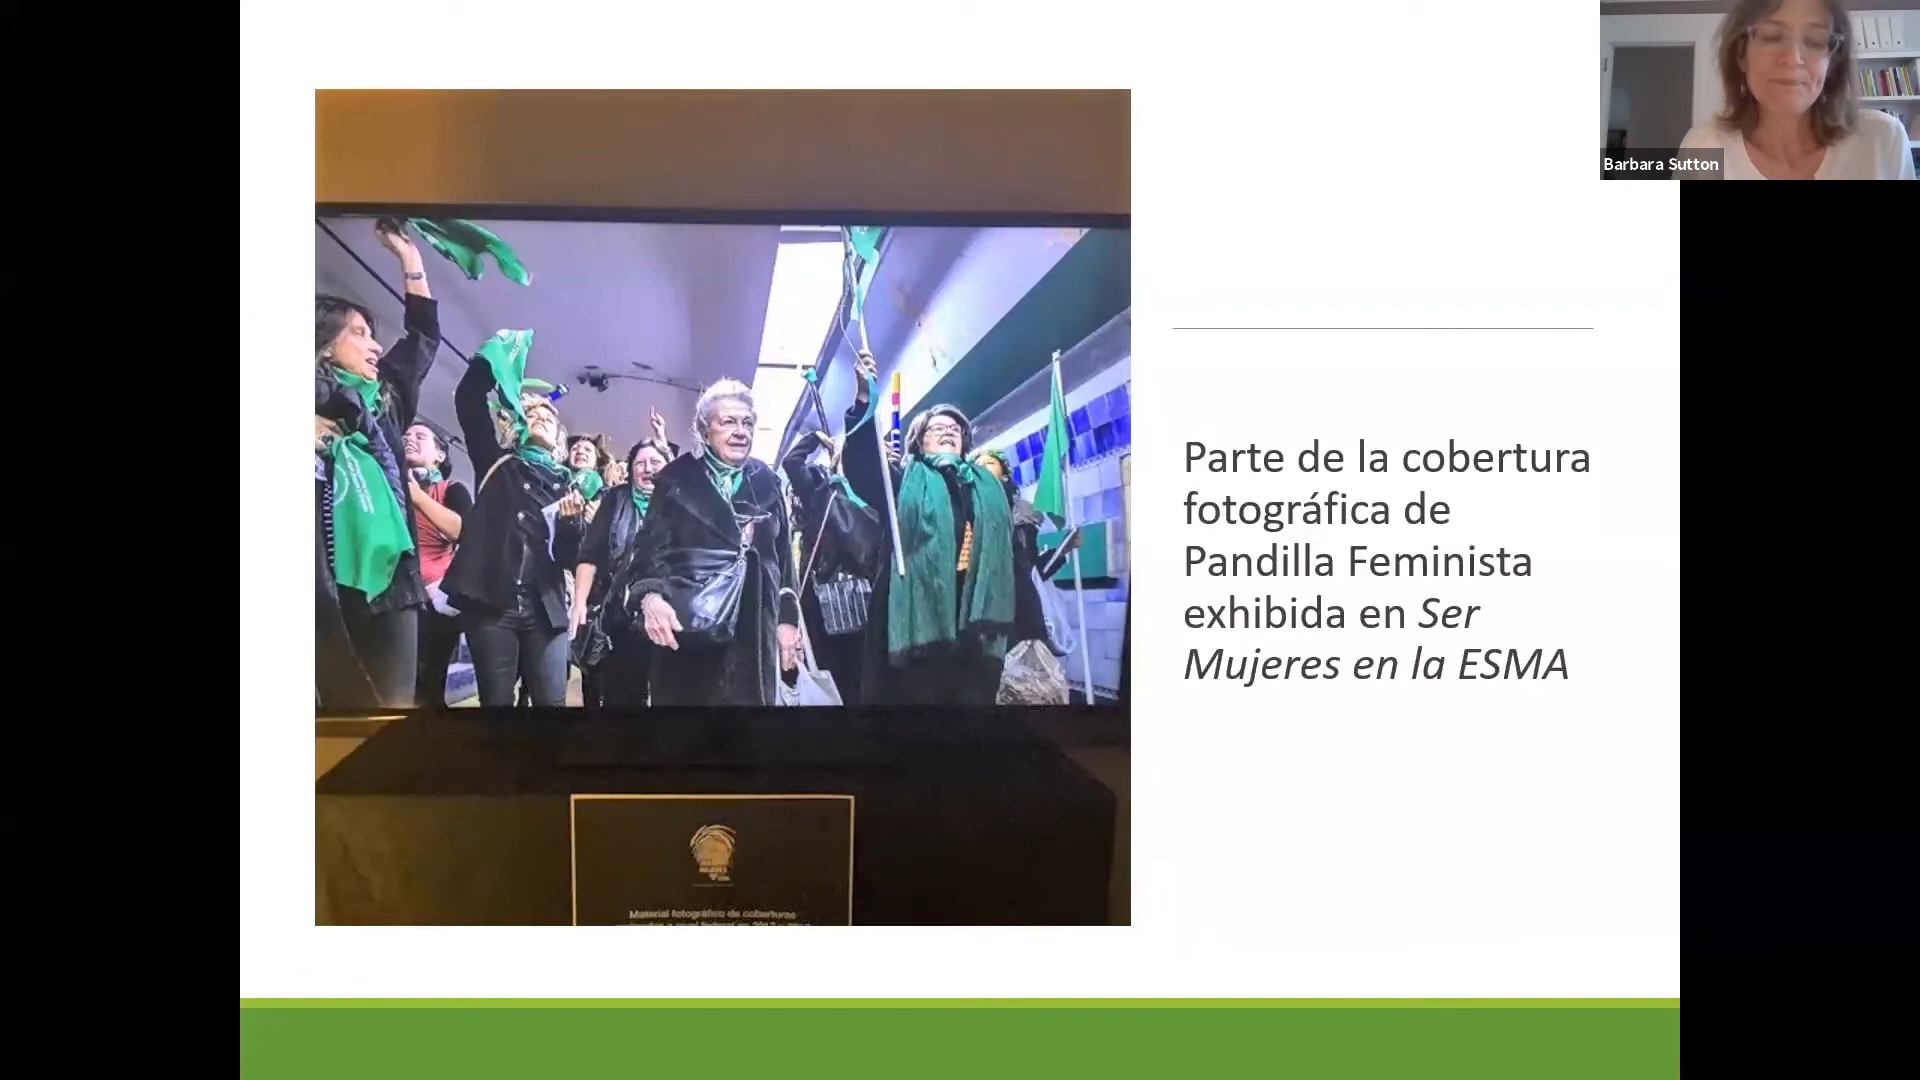 Barbara Sutton
Parte de la cobertura
fotográfica de
Pandilla Feminista
exhibida en Ser
Mujeres en la ESMA
MUJERES
Material fotográfico de coberturas